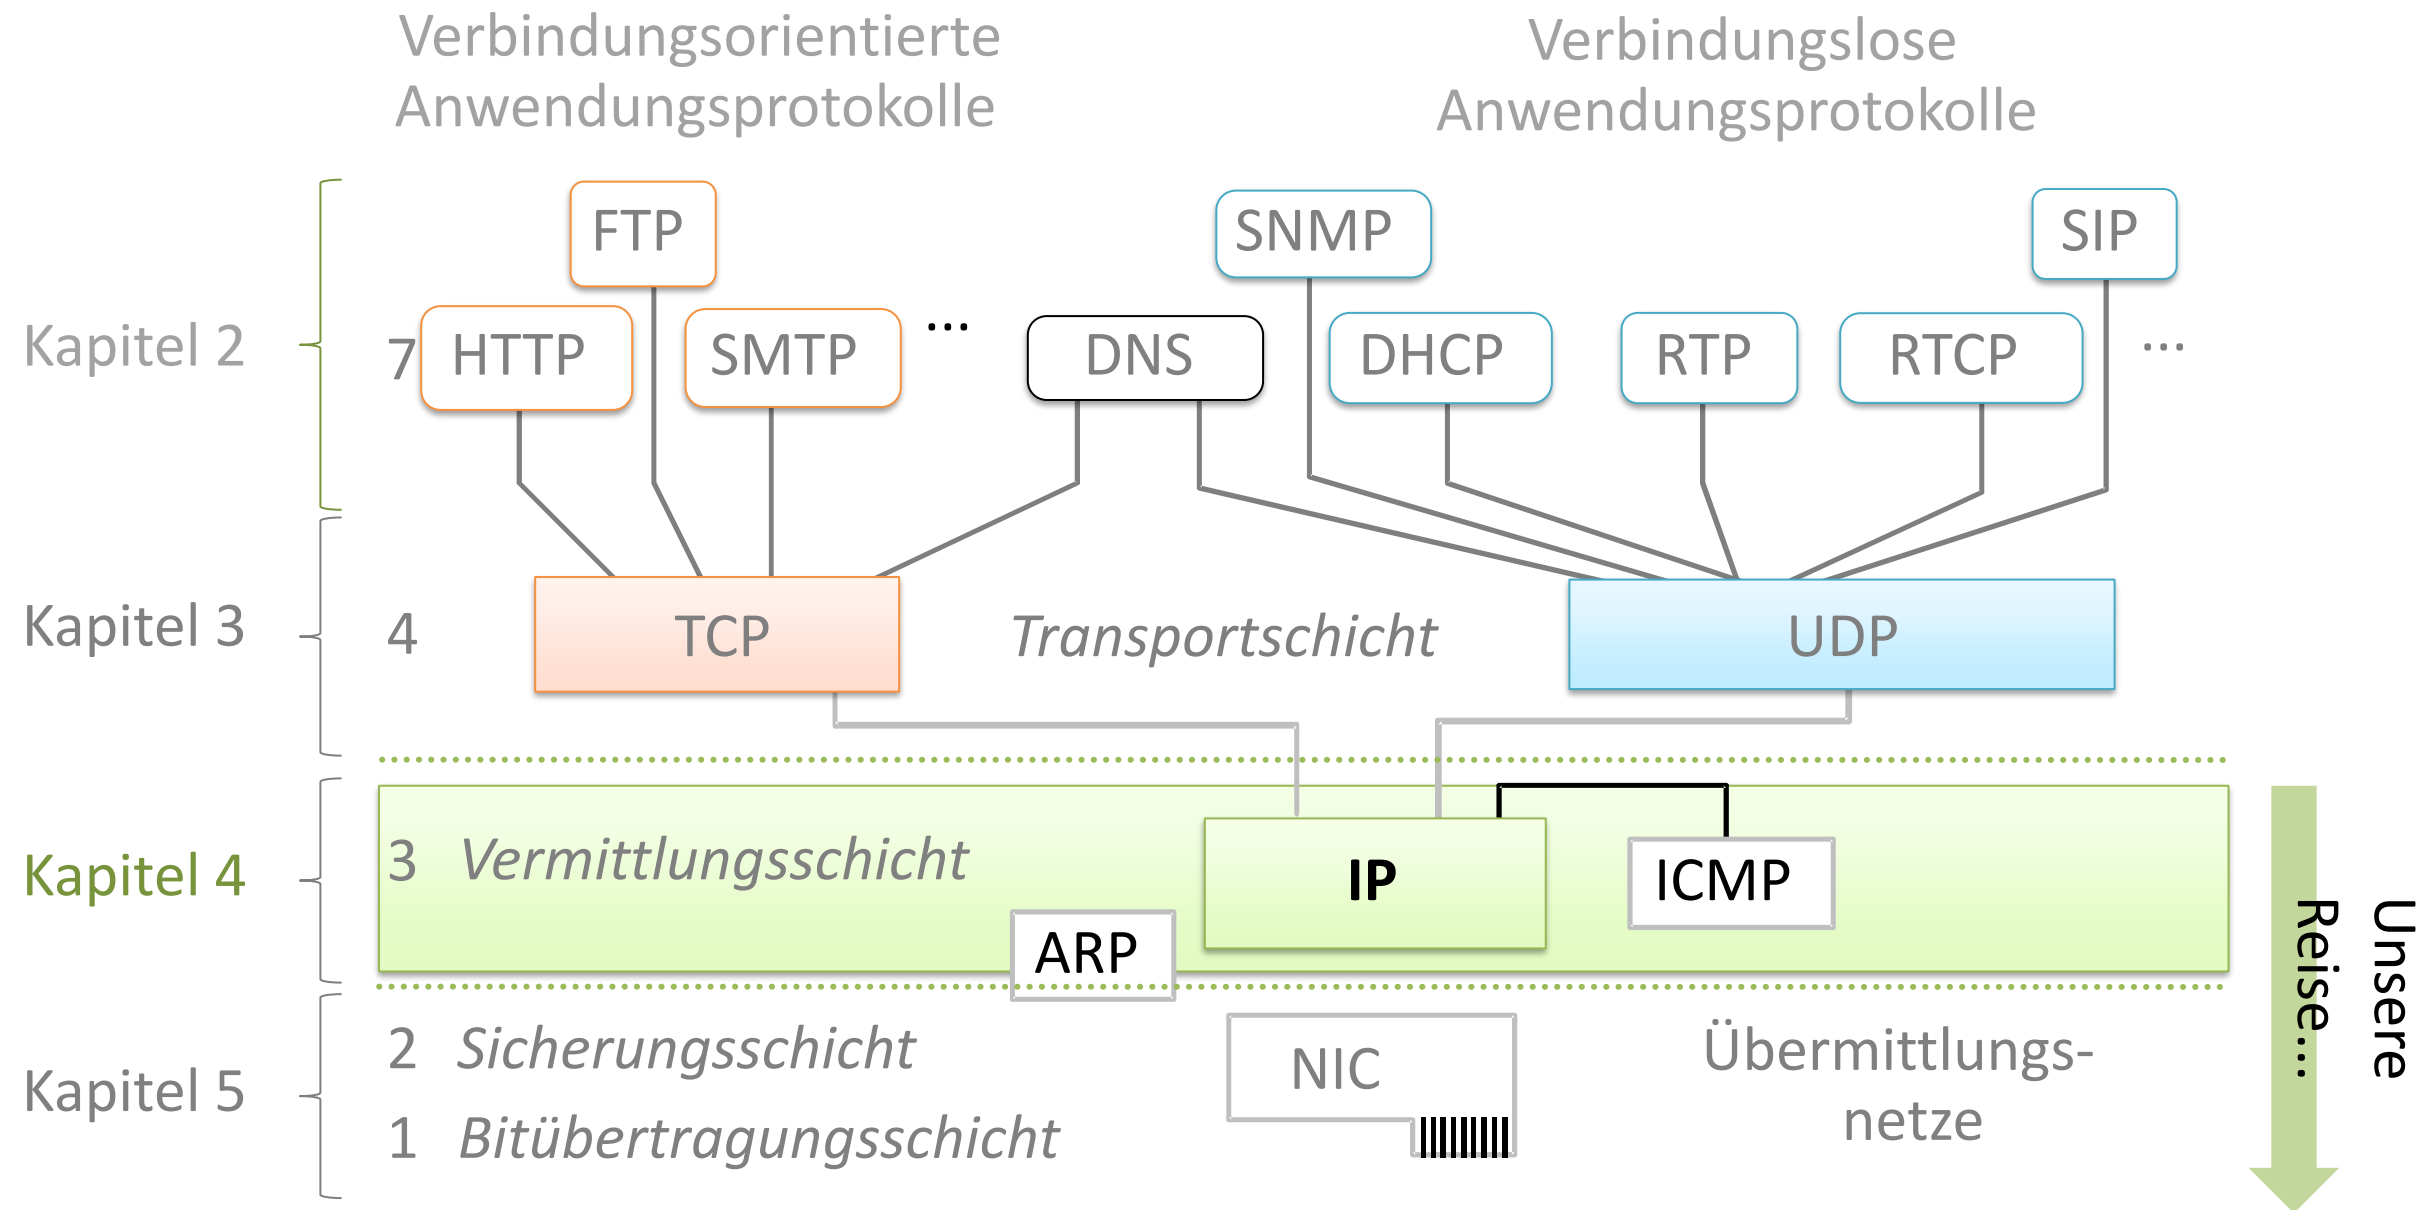 Verbindungsorientierte
Anwendungsprotokolle
Verbindungslose
Anwendungsprotokolle
FTP
SNMP
SIP
Kapitel 2
7
HTTP
SMTP
...
DNS
DHCP
RTP
RTCP
...
Kapitel 3
4
TCP
Transportschicht
UDP
Kapitel 4
3
Vermittlungsschicht
IP
ICMP
ARP
Unsere
Reise...
Kapitel 5
2
Sicherungsschicht
NIC
Übermittlungs-
netze
1
Bitübertragungsschicht